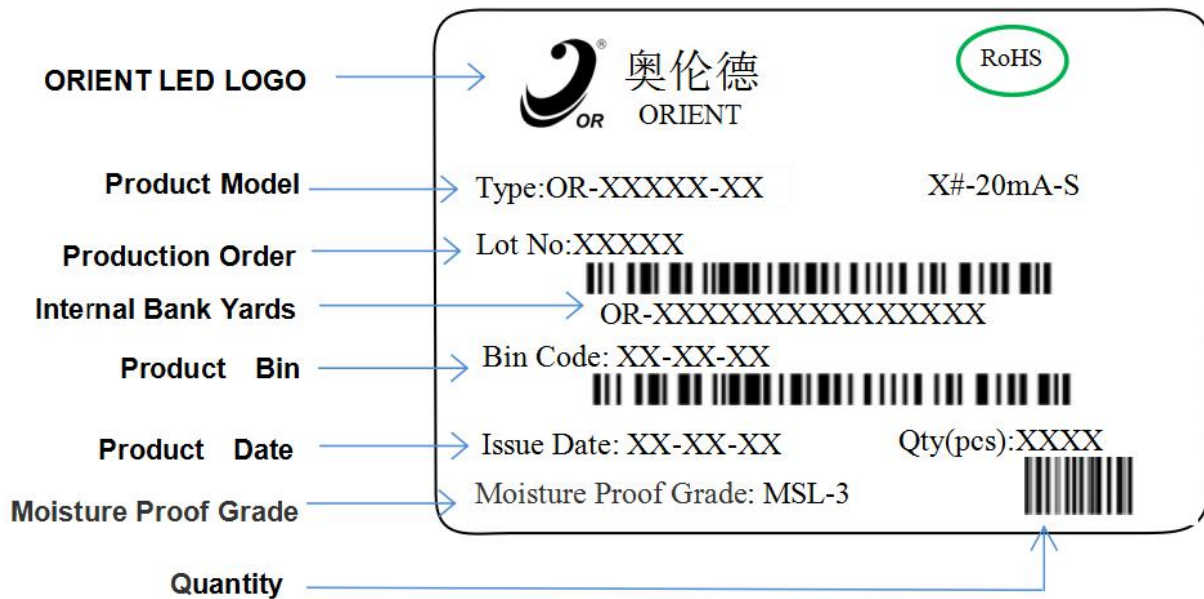 ORIENT LED LOGO
®
OR
奥伦德
ORIENT
RoHS
Product Model
Type:OR-XXXXX-XX
X#-20mA-S
Production Order
Lot No:XXXXX
Internal Bank Yards
OR-XXXXXXXXXXXXXXX
Product Bin
Bin Code: XX-XX-XX
Product Date
Issue Date: XX-XX-XX
Qty(pcs):XXXX
Moisture Proof Grade
Moisture Proof Grade: MSL-3
Quantity